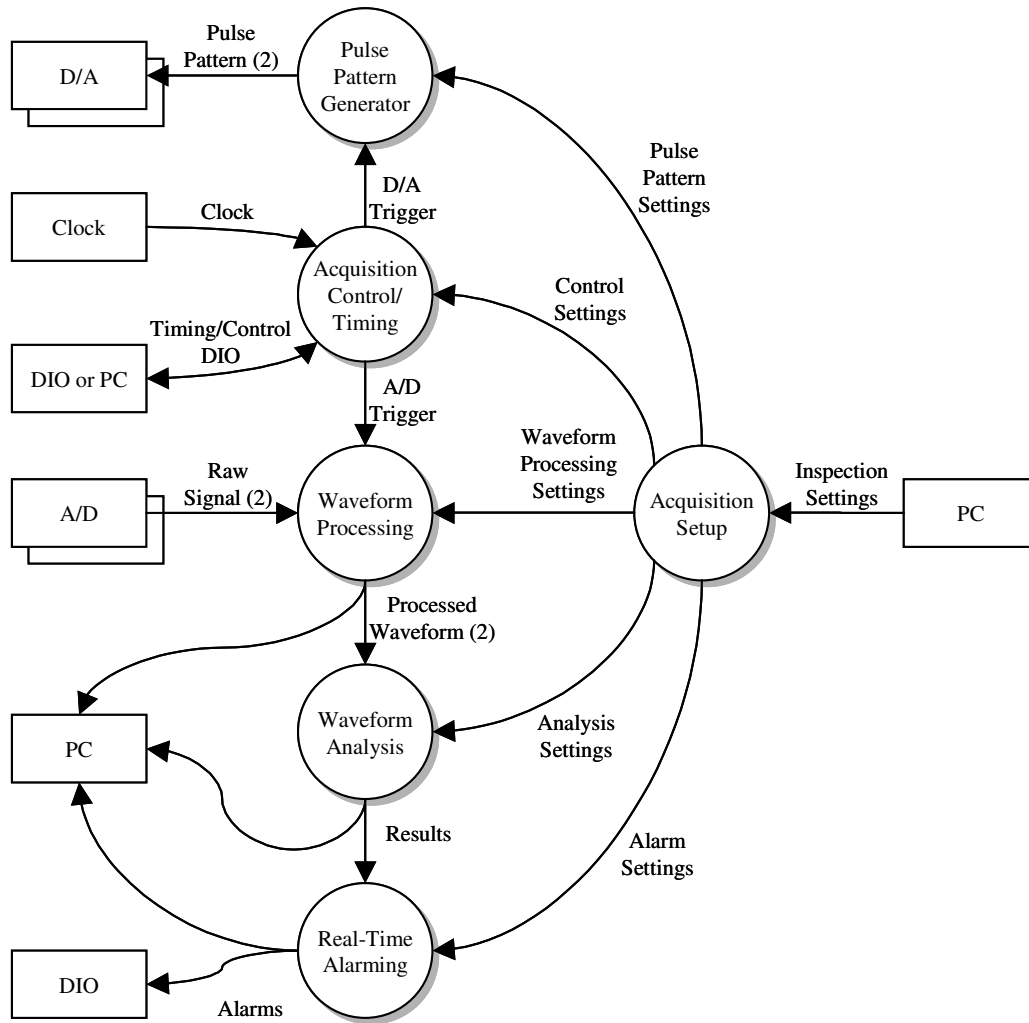 Pulse
Pattern (2)
D/A
Pulse
Pattern
Generator
Pulse
Pattern
Settings
D/A
Trigger
Clock
Clock
Acquisition
Control/
Timing
Control
Settings
Timing/Control
DIO
DIO or PC
A/D
Trigger
Raw
Signal (2)
A/D
Waveform
Processing
Waveform
Processing
Settings
Acquisition
Setup
Inspection
Settings
PC
Processed
Waveform (2)
PC
Waveform
Analysis
Analysis
Settings
Results
Alarm
Settings
Real-Time
Alarming
DIO
Alarms